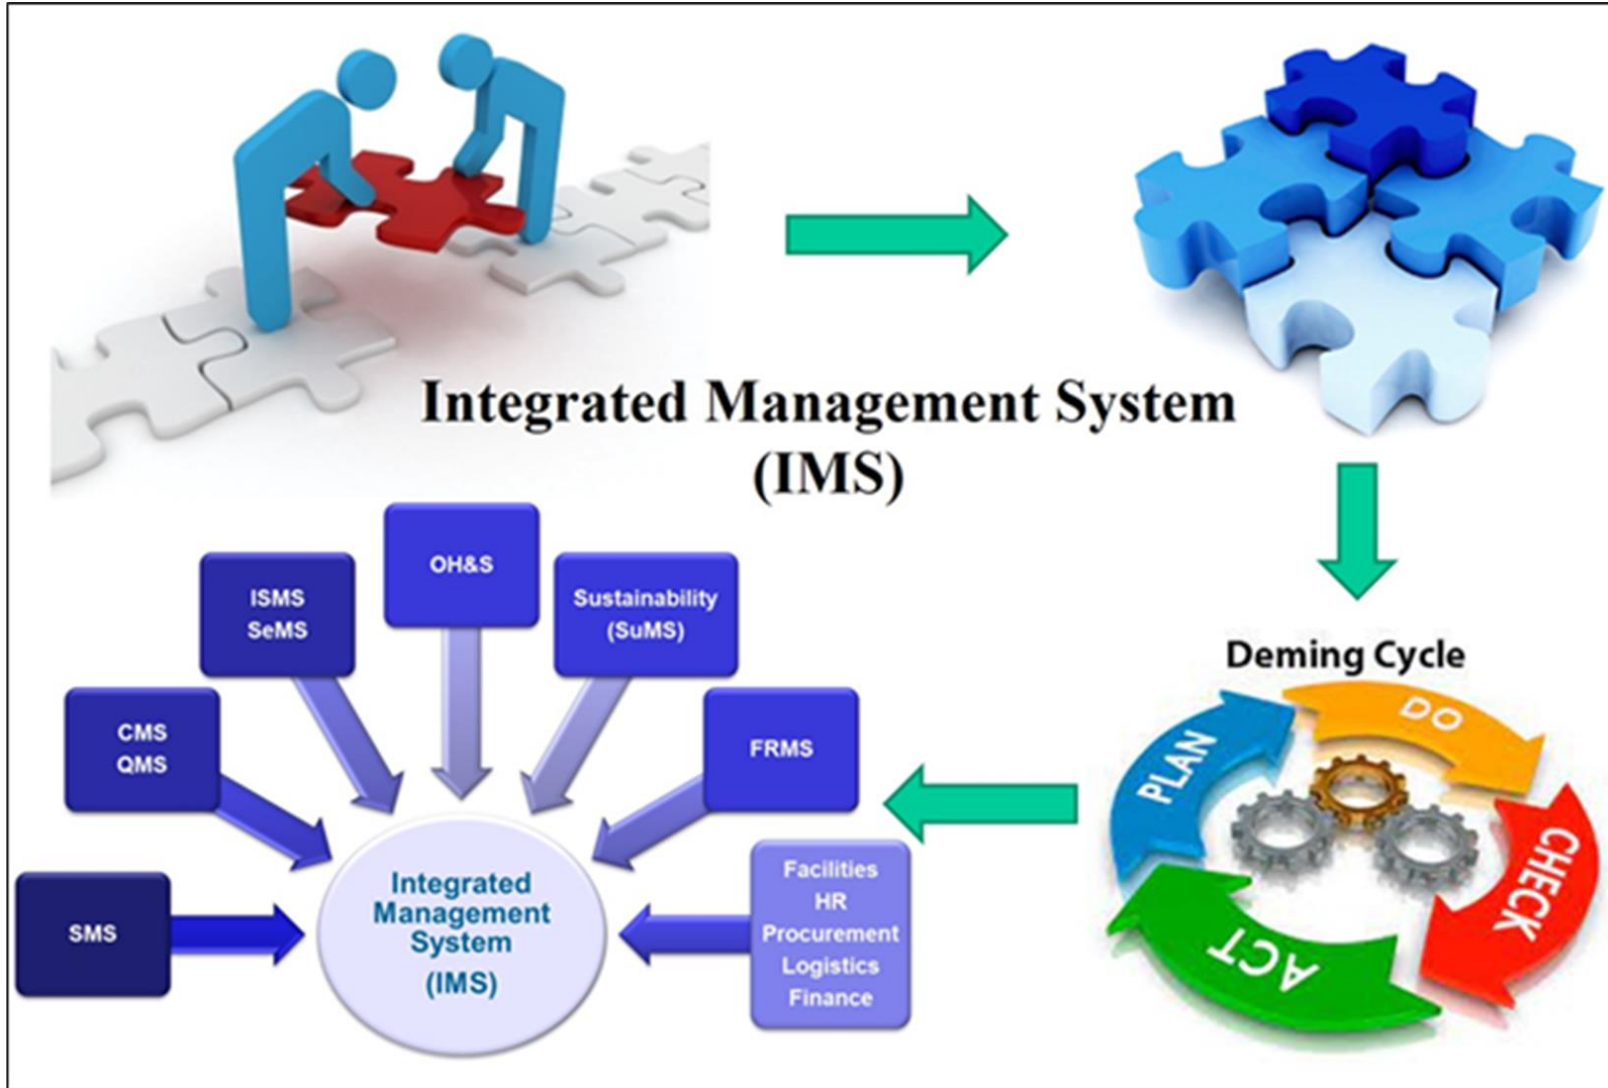 Integrated Management System
(IMS)
OH&S
ISMS
SeMS
Sustainability
(SuMS)
CMS
QMS
FRMS
SMS
Integrated
Management
System
(IMS)
Facilities
HR
Procurement
Logistics
Finance
Deming Cycle
PLAN
DO
CHECK
ACT